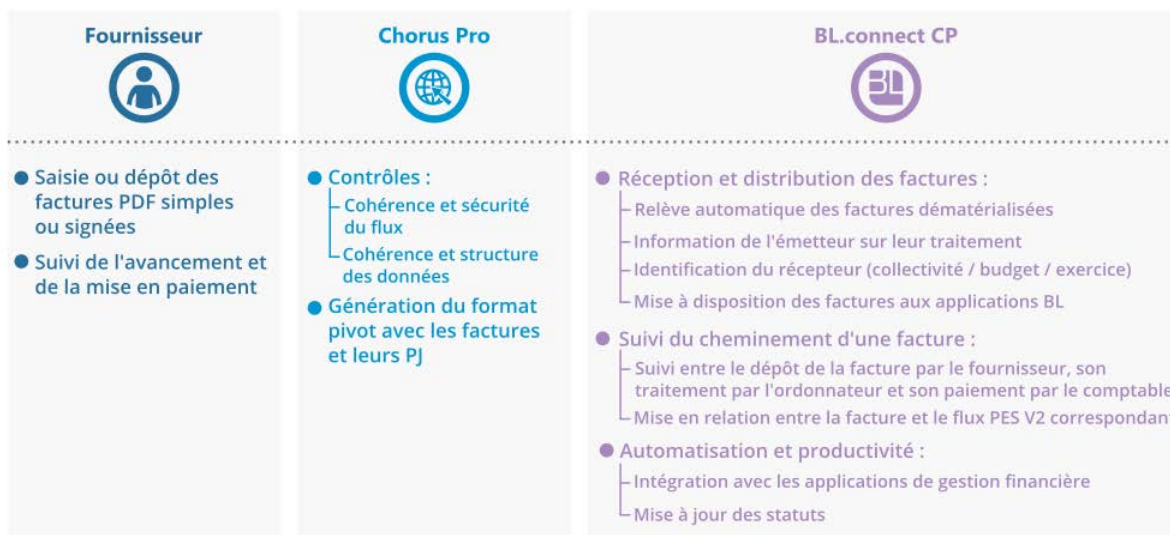 Fournisseur
Saisie ou dépôt des
factures PDF simples
ou signées
Suivi de l'avancement et
de la mise en paiement
Chorus Pro
Contrôles :
Cohérence et sécurité
du flux
Cohérence et structure
des données
Génération du format
pivot avec les factures
et leurs PJ
BL.connect CP
BL
Réception et distribution des factures :
Relève automatique des factures dématérialisées
Information de l'émetteur sur leur traitement
Identification du récepteur (collectivité / budget / exercice)
Mise à disposition des factures aux applications BL
Suivi du cheminement d'une facture :
Suivi entre le dépôt de la facture par le fournisseur, son
traitement par l'ordonnateur et son paiement par le comptable
Mise en relation entre la facture et le flux PES V2 correspondant
Automatisation et productivité :
Intégration avec les applications de gestion financière
Mise à jour des statuts